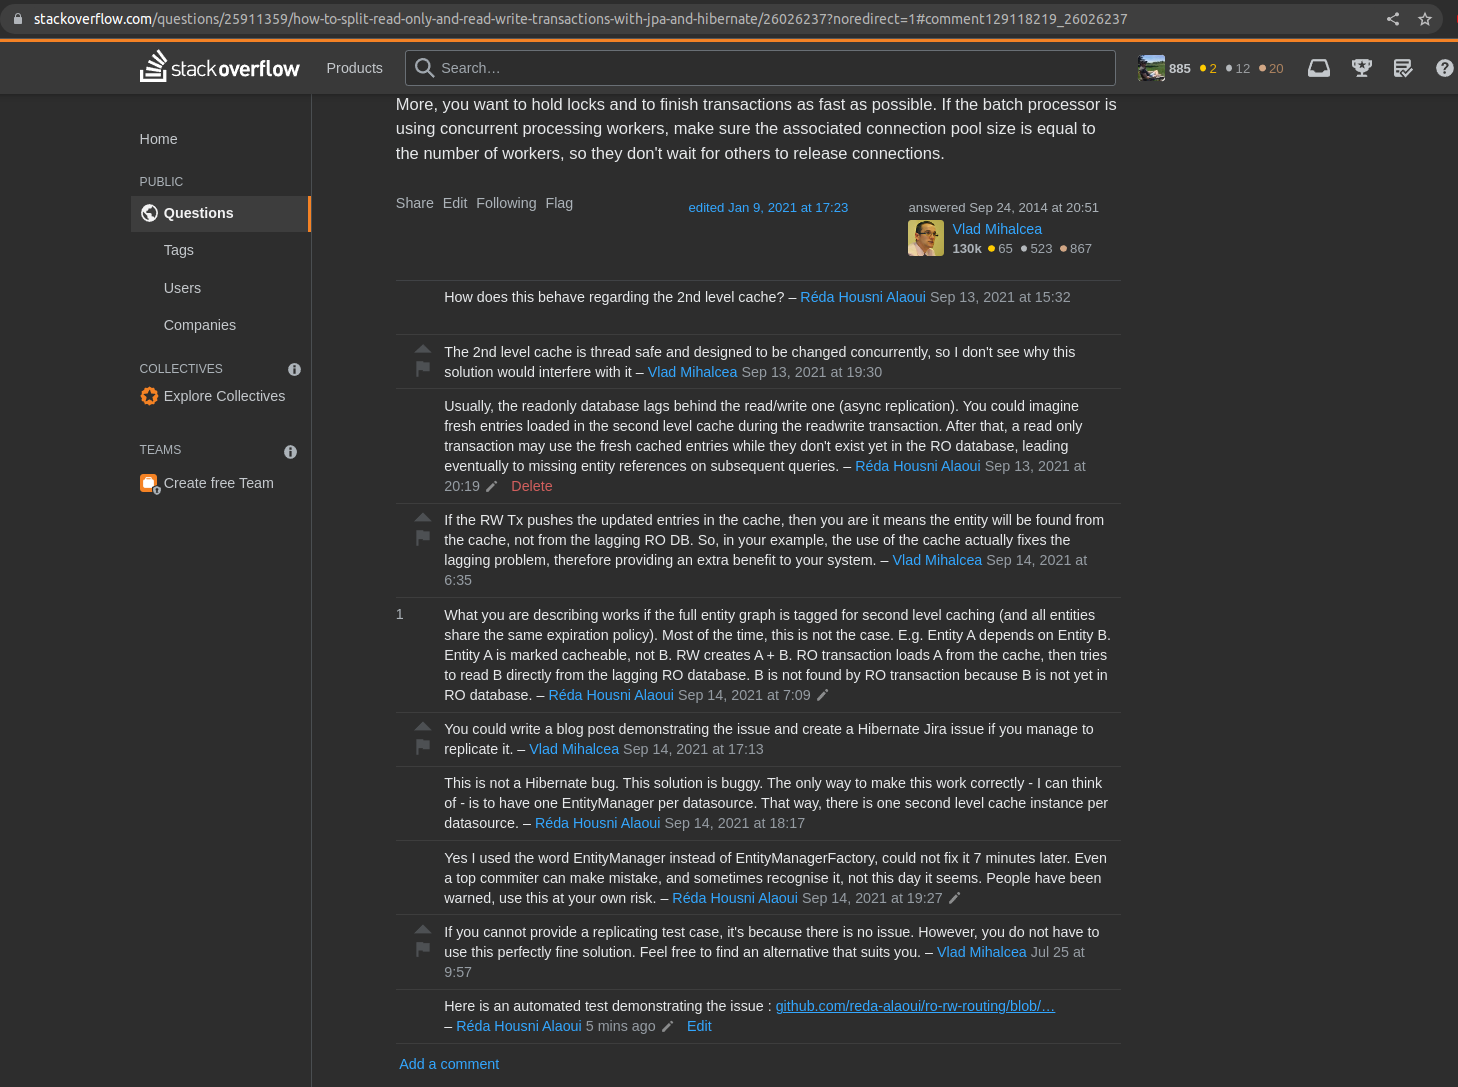 stackoverflow.com/questions/25911359/how-to-split-read-only-and-read-write-transactions-with-jpa-and-hibernate/26026237?noredirect=1#comment129118219_26026237
stackoverflow
Products
Search…
885 2 12 20
More, you want to hold locks and to finish transactions as fast as possible. If the batch processor is
using concurrent processing workers, make sure the associated connection pool size is equal to
the number of workers, so they don't wait for others to release connections.
Home
PUBLIC
Questions
Tags
Users
Companies
COLLECTIVES
Explore Collectives
TEAMS
Create free Team
Share Edit Following Flag
edited Jan 9, 2021 at 17:23
answered Sep 24, 2014 at 20:51
Vlad Mihalcea
130k 65 523 867
How does this behave regarding the 2nd level cache? – Réda Housni Alaoui Sep 13, 2021 at 15:32
The 2nd level cache is thread safe and designed to be changed concurrently, so I don't see why this
solution would interfere with it – Vlad Mihalcea Sep 13, 2021 at 19:30
Usually, the readonly database lags behind the read/write one (async replication). You could imagine
fresh entries loaded in the second level cache during the readwrite transaction. After that, a read only
transaction may use the fresh cached entries while they don't exist yet in the RO database, leading
eventually to missing entity references on subsequent queries. – Réda Housni Alaoui Sep 13, 2021 at
20:19 Delete
If the RW Tx pushes the updated entries in the cache, then you are it means the entity will be found from
the cache, not from the lagging RO DB. So, in your example, the use of the cache actually fixes the
lagging problem, therefore providing an extra benefit to your system. – Vlad Mihalcea Sep 14, 2021 at
6:35
1
What you are describing works if the full entity graph is tagged for second level caching (and all entities
share the same expiration policy). Most of the time, this is not the case. E.g. Entity A depends on Entity B.
Entity A is marked cacheable, not B. RW creates A + B. RO transaction loads A from the cache, then tries
to read B directly from the lagging RO database. B is not found by RO transaction because B is not yet in
RO database. – Réda Housni Alaoui Sep 14, 2021 at 7:09
You could write a blog post demonstrating the issue and create a Hibernate Jira issue if you manage to
replicate it. – Vlad Mihalcea Sep 14, 2021 at 17:13
This is not a Hibernate bug. This solution is buggy. The only way to make this work correctly - I can think
of - is to have one EntityManager per datasource. That way, there is one second level cache instance per
datasource. – Réda Housni Alaoui Sep 14, 2021 at 18:17
Yes I used the word EntityManager instead of EntityManagerFactory, could not fix it 7 minutes later. Even
a top commiter can make mistake, and sometimes recognise it, not this day it seems. People have been
warned, use this at your own risk. – Réda Housni Alaoui Sep 14, 2021 at 19:27
If you cannot provide a replicating test case, it's because there is no issue. However, you do not have to
use this perfectly fine solution. Feel free to find an alternative that suits you. – Vlad Mihalcea Jul 25 at
9:57
Here is an automated test demonstrating the issue : github.com/reda-alaoui/ro-rw-routing/blob/…
– Réda Housni Alaoui 5 mins ago Edit
Add a comment